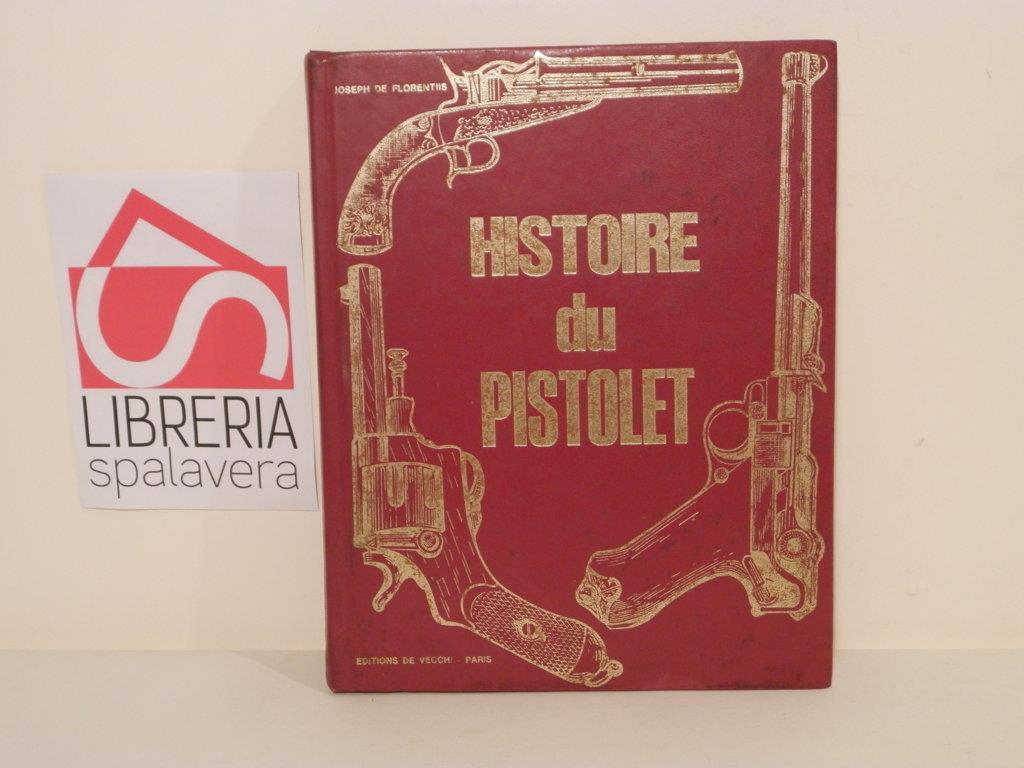 JOSEPH DE FLORENTIIS
HISTOIRE
du
PISTOLET
EDITIONS DE VECCHI - PARIS
LIBRERIA
spalavera